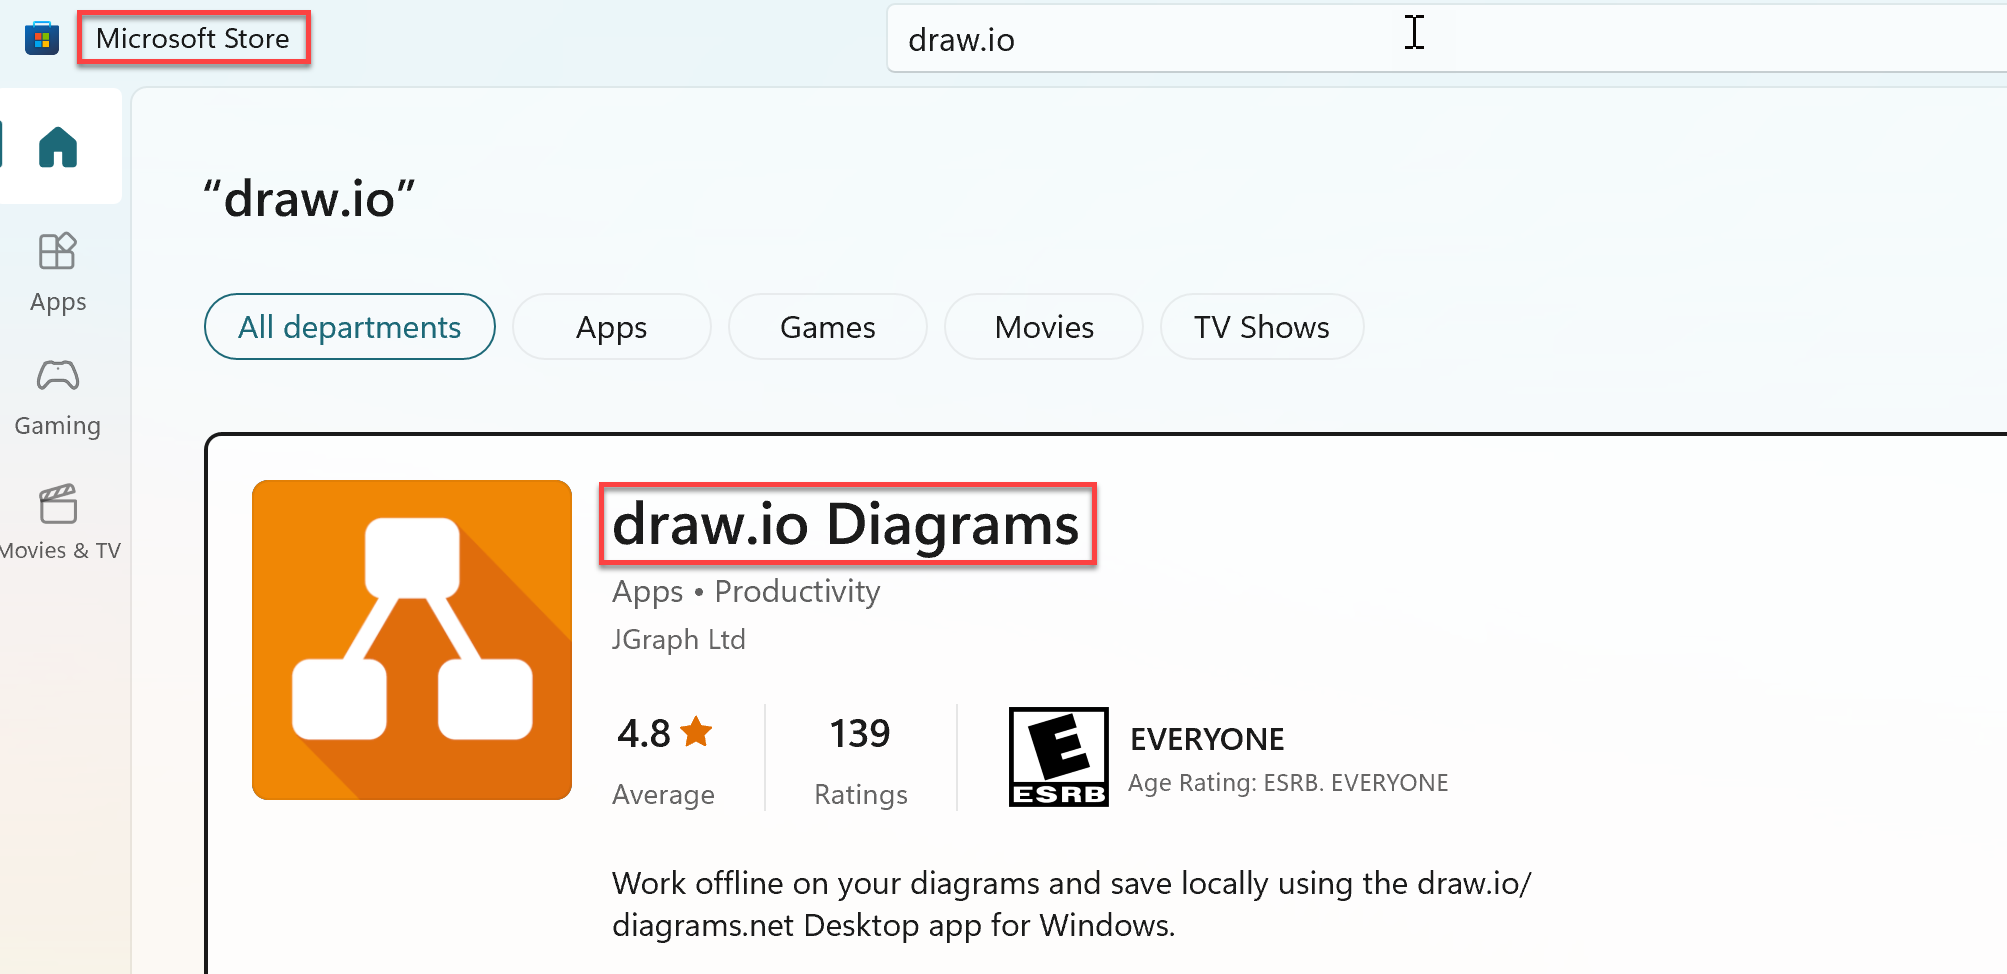 Microsoft Store
draw.io
“draw.io”
All departments
Apps
Games
Movies
TV Shows
Apps
Gaming
Movies & TV
draw.io Diagrams
Apps • Productivity
JGraph Ltd
4.8
Average
139
Ratings
E
ESRB
EVERYONE
Age Rating: ESRB. EVERYONE
Work offline on your diagrams and save locally using the draw.io/
diagrams.net Desktop app for Windows.